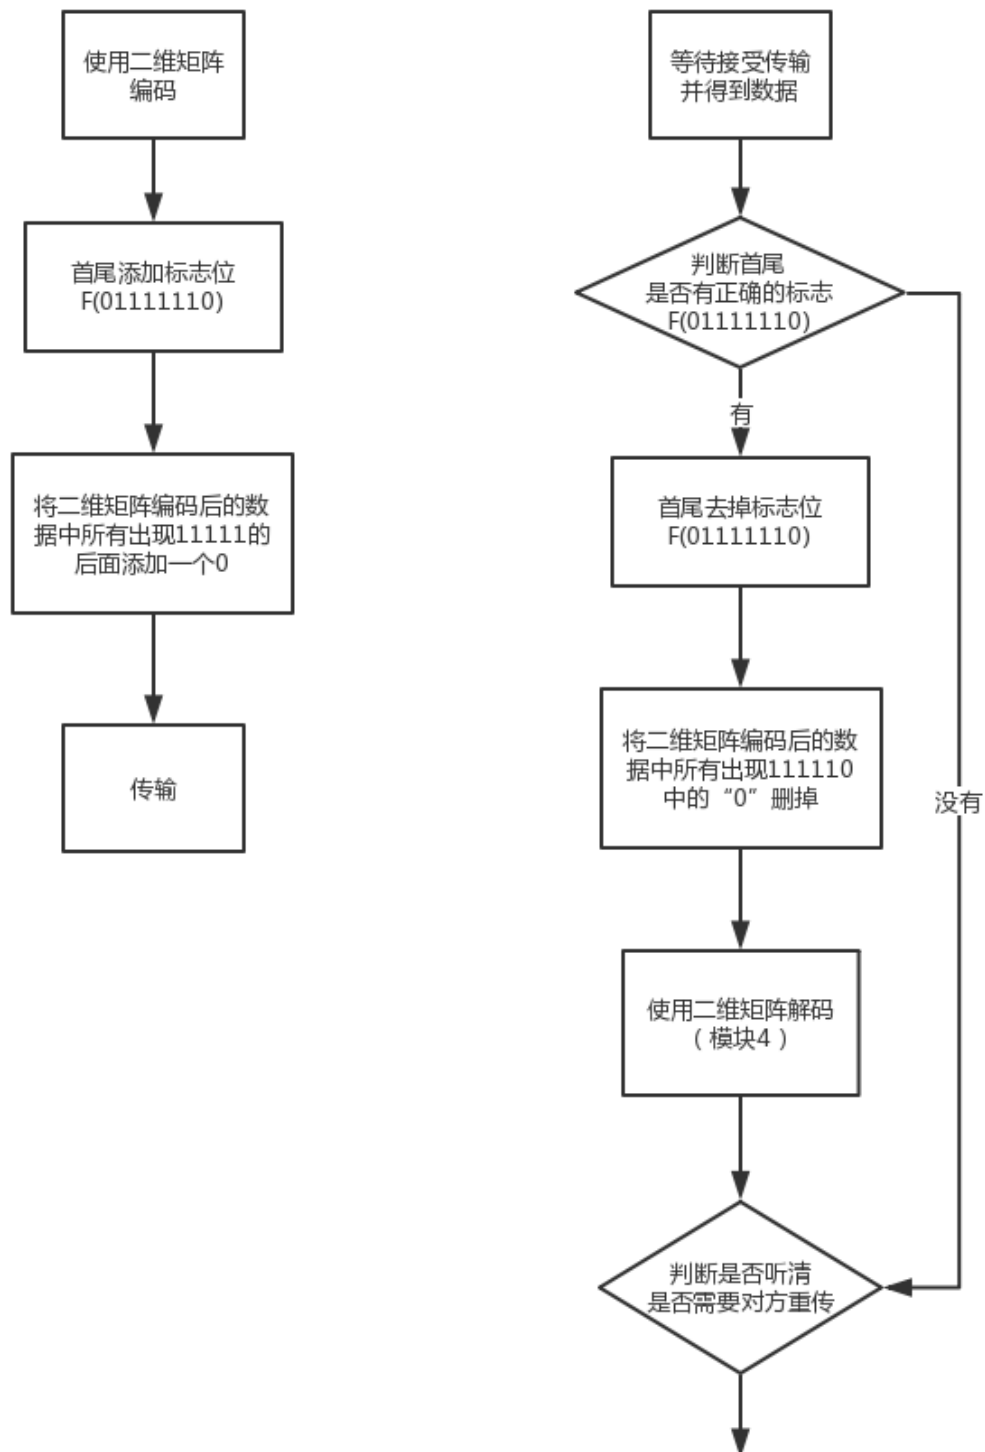 使用二维矩阵
编码
首尾添加标志位
F(01111110)
将二维矩阵编码后的数
据中所有出现11111的
后面添加一个0
传输
等待接受传输
并得到数据
判断首尾
是否有正确的标志
F(01111110)
有
首尾去掉标志位
F(01111110)
将二维矩阵编码后的数
据中所有出现111110
中的“0”删掉
没有
使用二维矩阵解码
（模块4）
判断是否听清
是否需要对方重传